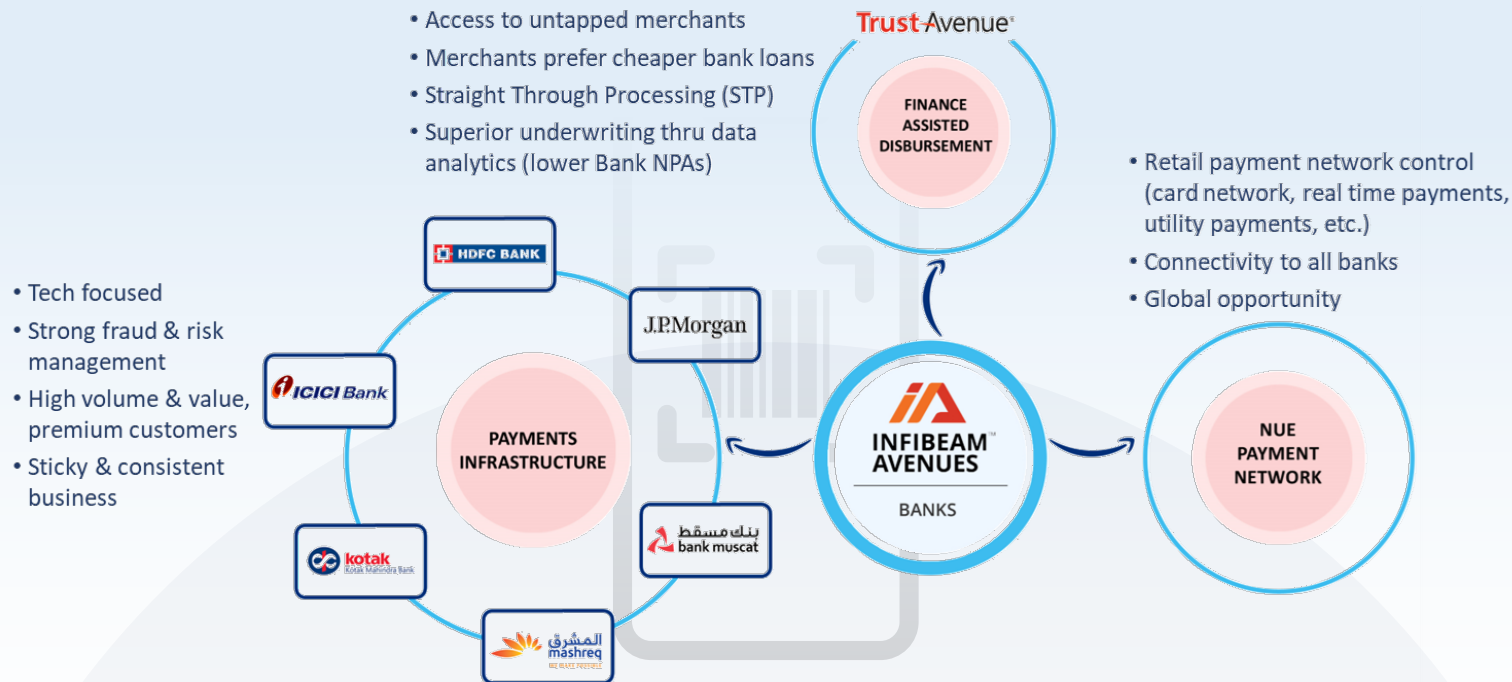 • Access to untapped merchants
• Merchants prefer cheaper bank loans
• Straight Through Processing (STP)
• Superior underwriting thru data
analytics (lower Bank NPAs)
Trust Avenue
FINANCE
ASSISTED
DISBURSEMENT
• Retail payment network control
(card network, real time payments,
utility payments, etc.)
• Connectivity to all banks
• Global opportunity
• Tech focused
• Strong fraud & risk
management
• High volume & value,
premium customers
• Sticky & consistent
business
HDFC BANK
J.P.Morgan
ICICI Bank
PAYMENTS
INFRASTRUCTURE
kotak
Kotak Mahindra Bank
بنك مسقط
bank muscat
المشرق
mashreq
INFIBEAM™
AVENUES
BANKS
NUE
PAYMENT
NETWORK